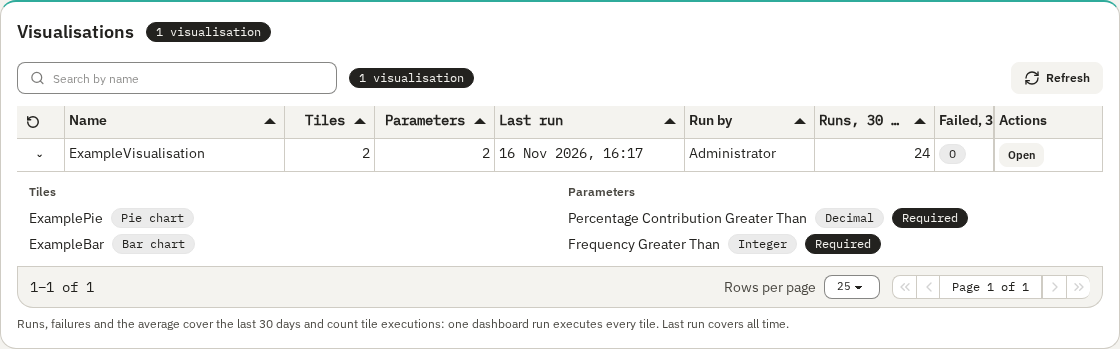 Visualisations 1 visualisation
Search by name 1 visualisation Refresh
Name Tiles Parameters Last run Run by Runs, 30 … Failed, 3 Actions
ExampleVisualisation 2 2 16 Nov 2026, 16:17 Administrator 24 0 Open
Tiles Parameters
ExamplePie Pie chart Percentage Contribution Greater Than Decimal Required
ExampleBar Bar chart Frequency Greater Than Integer Required
1–1 of 1 Rows per page 25 Page 1 of 1
Runs, failures and the average cover the last 30 days and count tile executions: one dashboard run executes every tile. Last run covers all time.